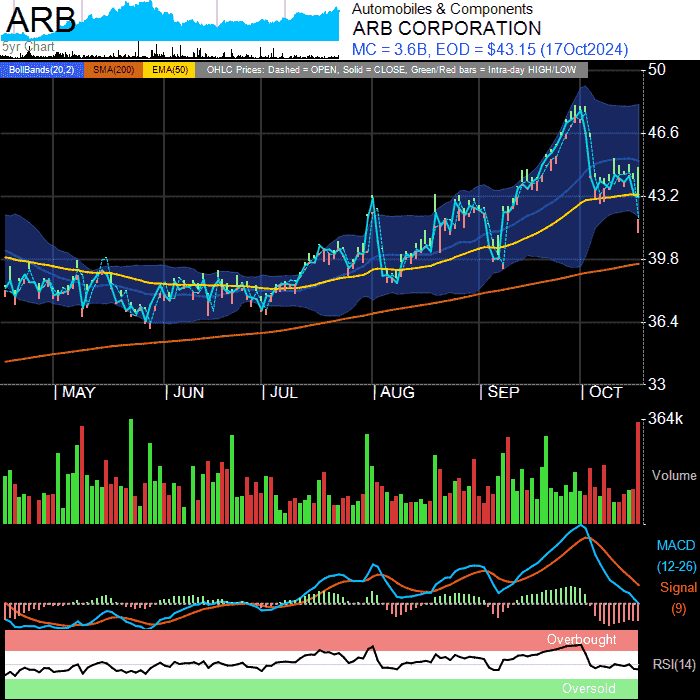 ARB
5yr Chart
Automobiles & Components
ARB CORPORATION
MC = 3.6B, EOD = $43.15 (17Oct2024)
BollBands(20,2) SMA(200) EMA(50) OHLC Prices: Dashed = OPEN, Solid = CLOSE, Green/Red bars = Intra-day HIGH/LOW
50
46.6
43.2
39.8
36.4
33
MAY JUN JUL AUG SEP OCT
364k
Volume
MACD
(12-26)
Signal
(9)
Overbought
RSI(14)
Oversold